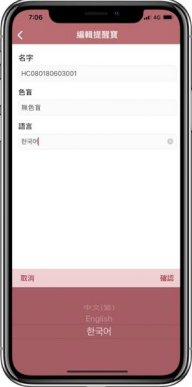 7:06
4G
編輯提醒寶
名字
HC080180603001
色盲
無色盲
語言
한국어
取消 確認
中文(繁)
English
한국어